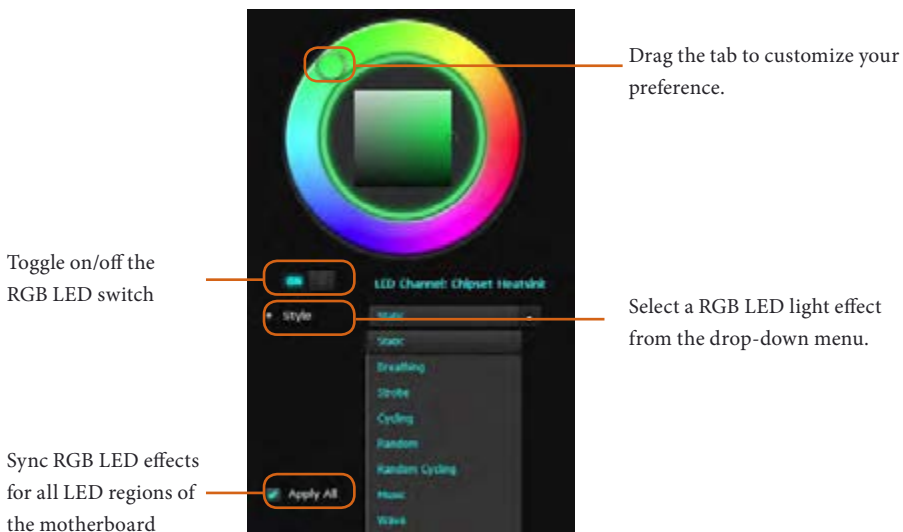 Drag the tab to customize your
preference.
Toggle on/off the
RGB LED switch
ON
LED Channel: Chipset Heatsink
Style
Static
Select a RGB LED light effect
from the drop-down menu.
Static
Breathing
Strobe
Cycling
Random
Random Cycling
Sync RGB LED effects
for all LED regions of
the motherboard
Apply All
Music
Wave